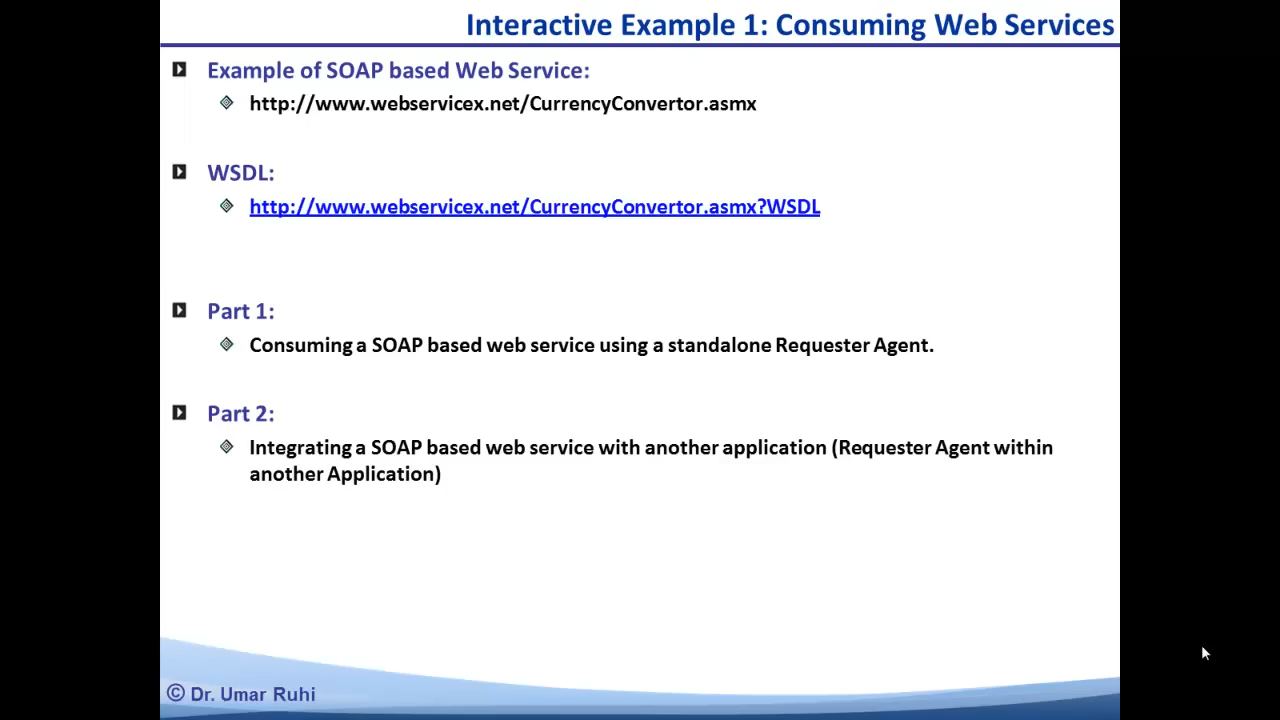 Interactive Example 1: Consuming Web Services
Example of SOAP based Web Service:
http://www.webservicex.net/CurrencyConvertor.asmx
WSDL:
http://www.webservicex.net/CurrencyConvertor.asmx?WSDL
Part 1:
Consuming a SOAP based web service using a standalone Requester Agent.
Part 2:
Integrating a SOAP based web service with another application (Requester Agent within
another Application)
© Dr. Umar Ruhi